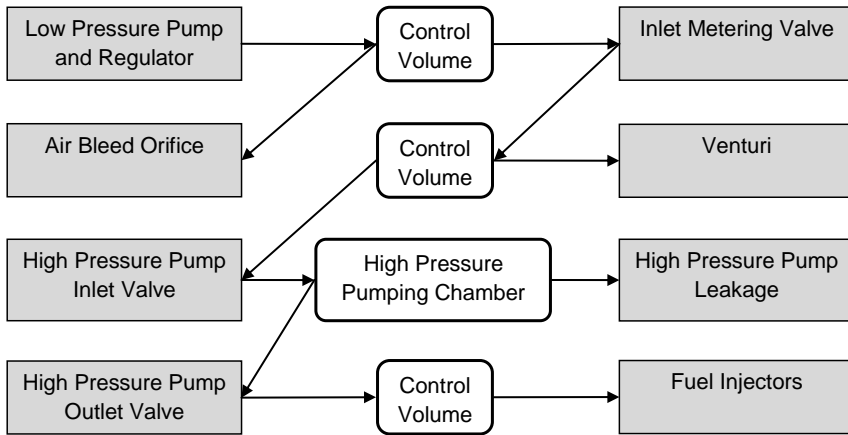 Low Pressure Pump
and Regulator
Control
Volume
Inlet Metering Valve
Air Bleed Orifice
Control
Volume
Venturi
High Pressure Pump
Inlet Valve
High Pressure
Pumping Chamber
High Pressure Pump
Leakage
High Pressure Pump
Outlet Valve
Control
Volume
Fuel Injectors